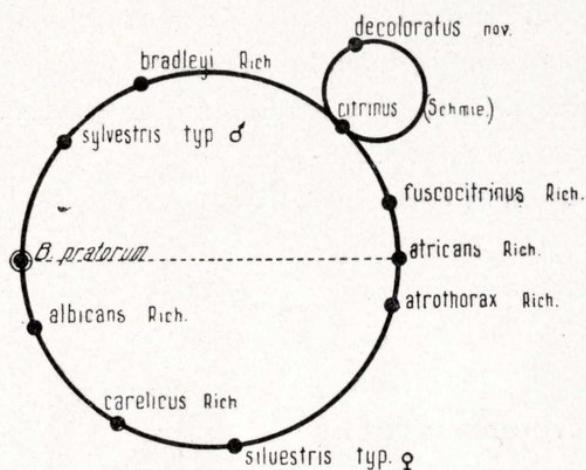 decoloratus nov.
bradleyi Rich
citrinus (Schmie.)
sylvestris typ ♂
fuscocitrinus Rich.
B. pratorum
atricans Rich.
atrothorax Rich.
albicans Rich.
carelicus Rich
silvestris typ. ♀